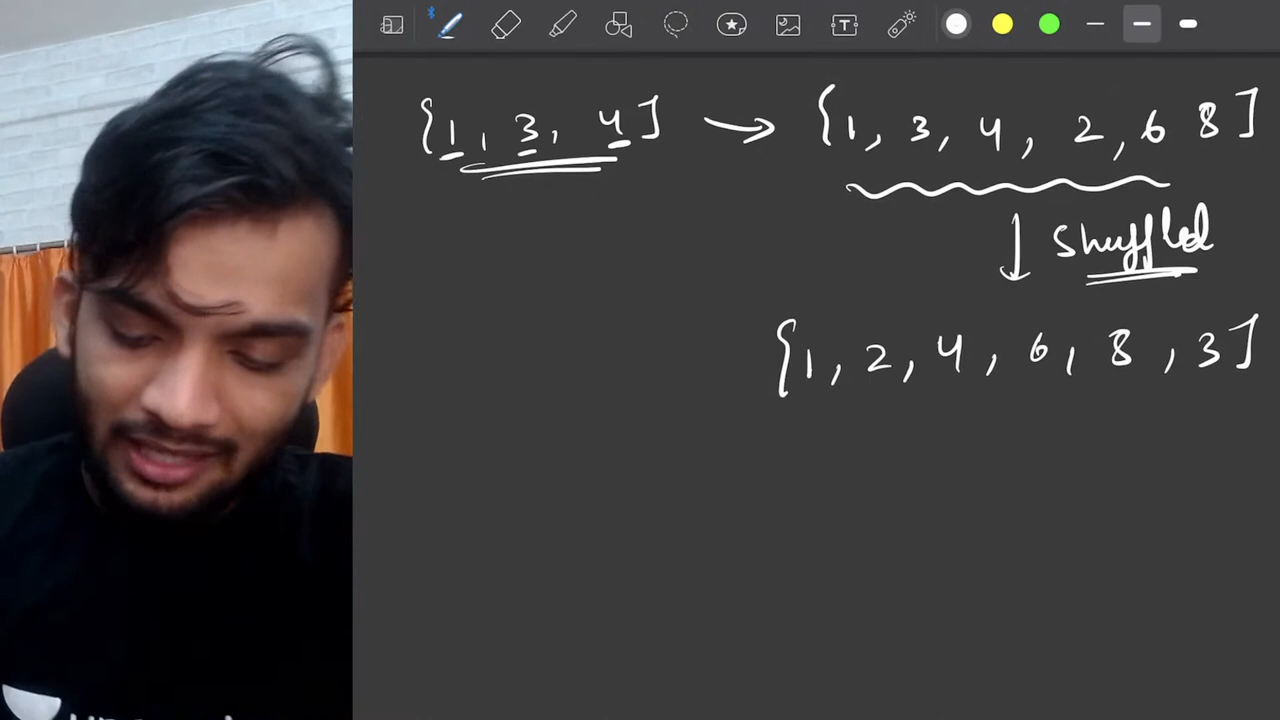 [1, 3, 4] → [1, 3, 4, 2, 6 8]
↓ shuffled
[1, 2, 4, 6, 8, 3]